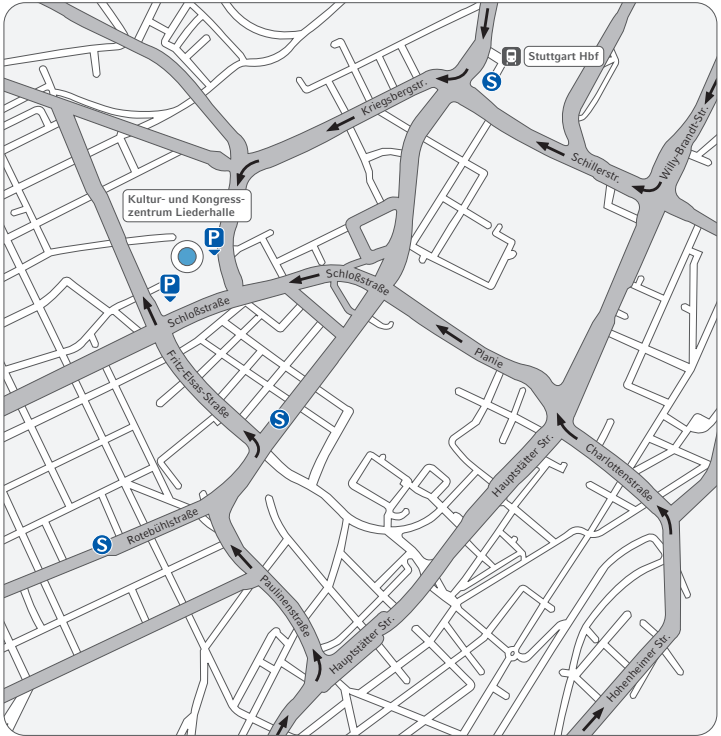 Stuttgart Hbf
S
Kriegsbergstr.
Willy-Brandt-Str.
Schillerstr.
Kultur- und Kongress-
zentrum Liederhalle
P
P
Schloßstraße
Schloßstraße
Planie
Fritz-Elsas-Straße
S
Charlottenstraße
Hauptstätter Str.
Rotebühlstraße
S
Paulinenstraße
Hauptstätter Str.
Hohenheimer Str.